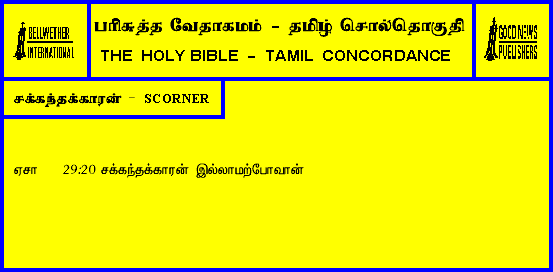 BELLWETHER
INTERNATIONAL
பரிசுத்த வேதாகமம் - தமிழ் சொல்தொகுதி
THE HOLY BIBLE - TAMIL CONCORDANCE
GOOD NEWS
PUBLISHERS
சக்கந்தக்காரன் - SCORNER
ஏசா 29:20 சக்கந்தக்காரன் இல்லாமற்போவான்